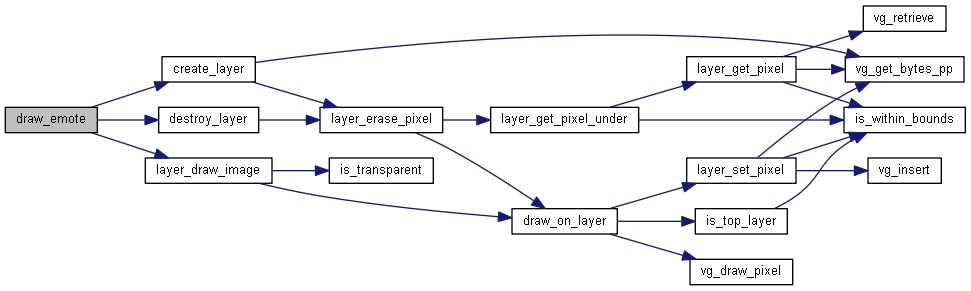 draw_emote
create_layer
destroy_layer
layer_draw_image
layer_erase_pixel
is_transparent
layer_get_pixel_under
draw_on_layer
layer_get_pixel
layer_set_pixel
is_top_layer
vg_draw_pixel
vg_retrieve
vg_get_bytes_pp
is_within_bounds
vg_insert